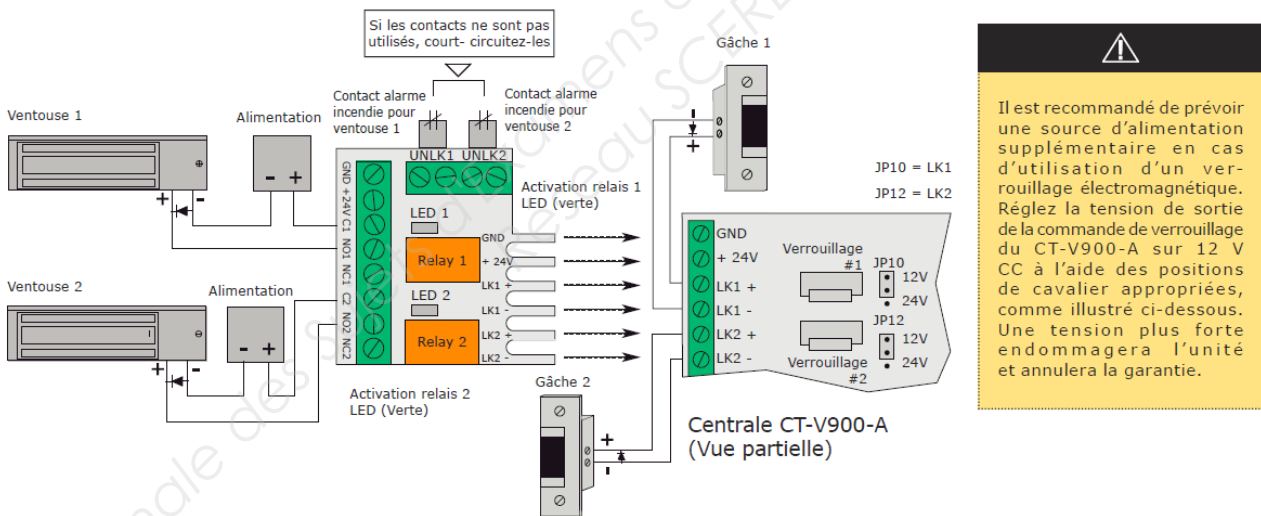 Si les contacts ne sont pas
utilisés, court- circuitez-les
Contact alarme
incendie pour
ventouse 1
Contact alarme
incendie pour
ventouse 2
Ventouse 1
Alimentation
- +
+ -
UNLK1 UNLK2
GND
+24V
C1
NO1
NC1
C2
NO2
NC2
LED 1
Relay 1
LED 2
Relay 2
GND
+ 24V
LK1 +
LK1 -
LK2 +
LK2 -
Activation relais 1
LED (verte)
Ventouse 2
Alimentation
- +
+ -
Activation relais 2
LED (Verte)
Gâche 1
-
+
JP10 = LK1
JP12 = LK2
GND
+ 24V
LK1 +
LK1 -
LK2 +
LK2 -
Verrouillage
#1
JP10
12V
24V
JP12
12V
24V
Verrouillage
#2
Gâche 2
+
-
Centrale CT-V900-A
(Vue partielle)
Il est recommandé de prévoir
une source d'alimentation
supplémentaire en cas
d'utilisation d'un ver-
rouillage électromagnétique.
Réglez la tension de sortie
de la commande de verrouillage
du CT-V900-A sur 12 V
CC à l'aide des positions
de cavalier appropriées,
comme illustré ci-dessous.
Une tension plus forte
endommagera l'unité
et annulera la garantie.
nale des Sujets d'Examens
Réseau SCERE